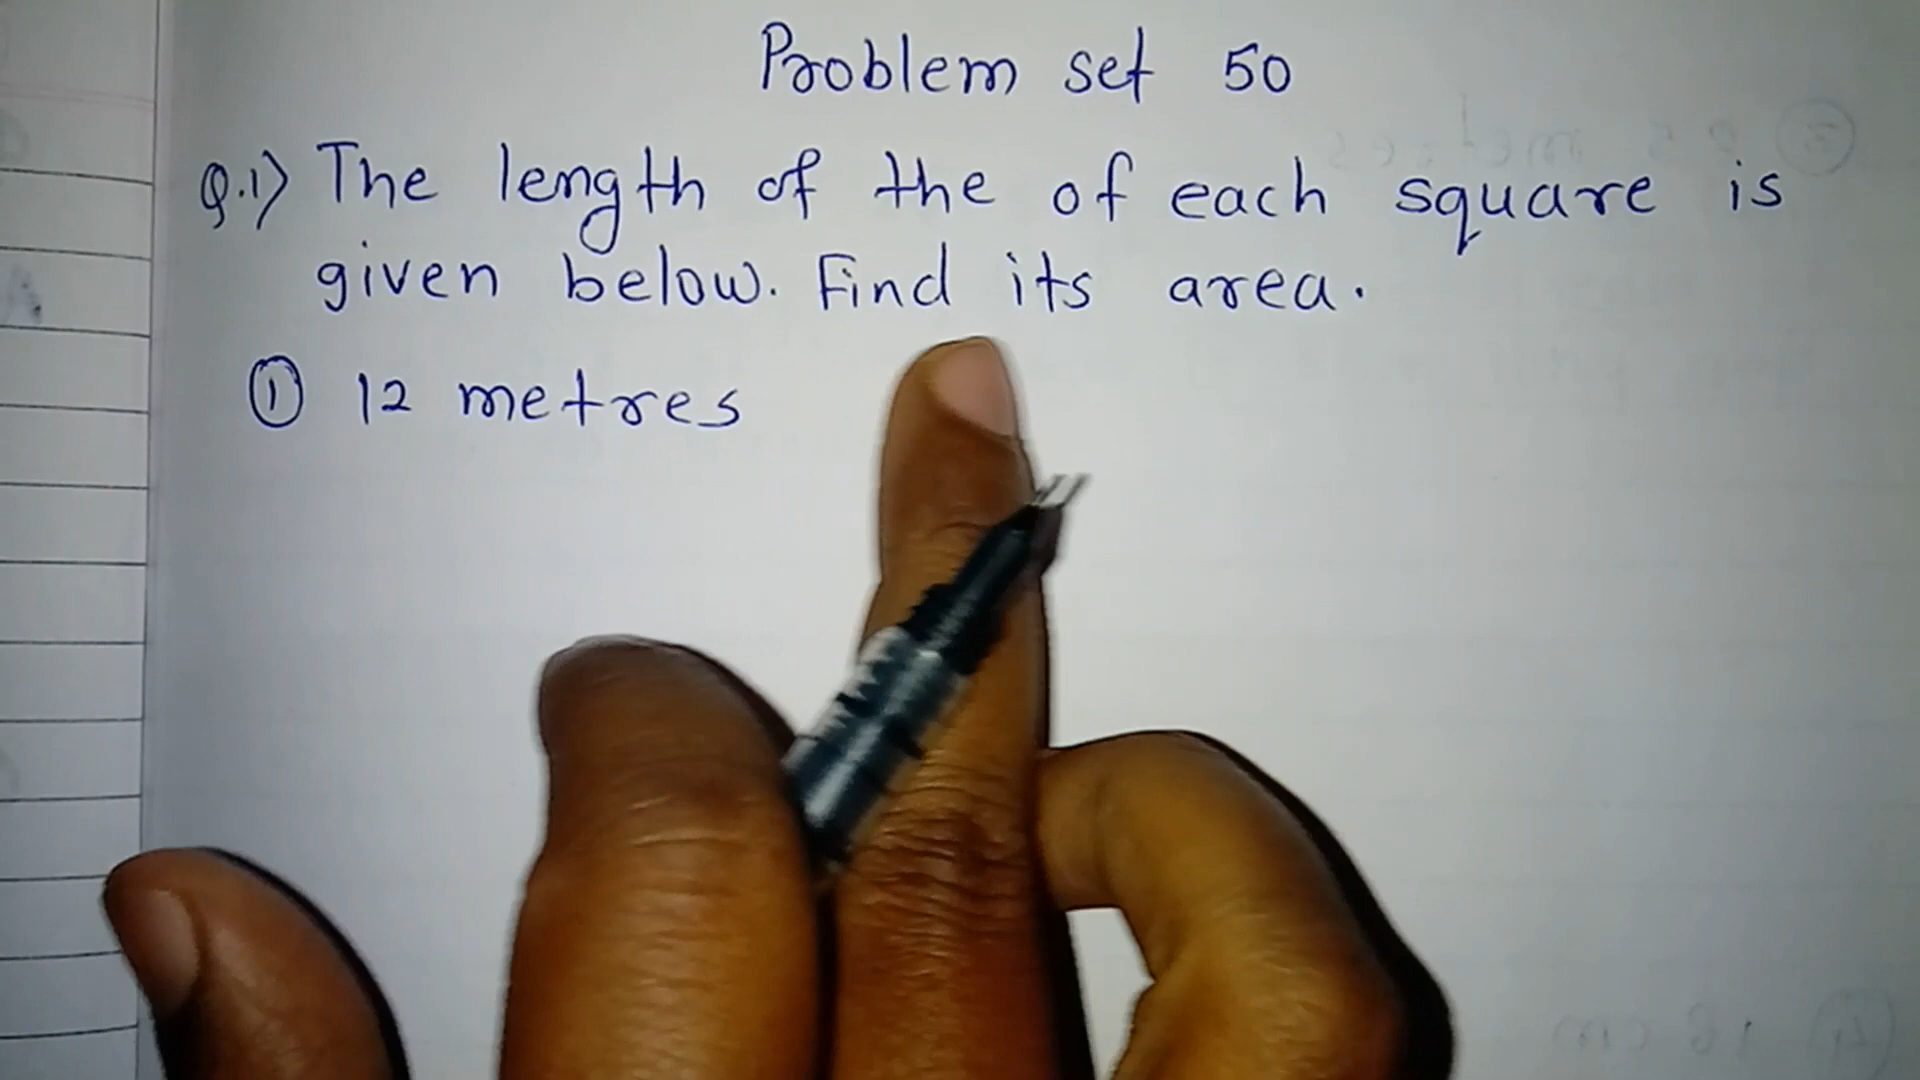 Problem set 50
Q.1) The length of the of each square is
given below. Find its area.
① 12 metres